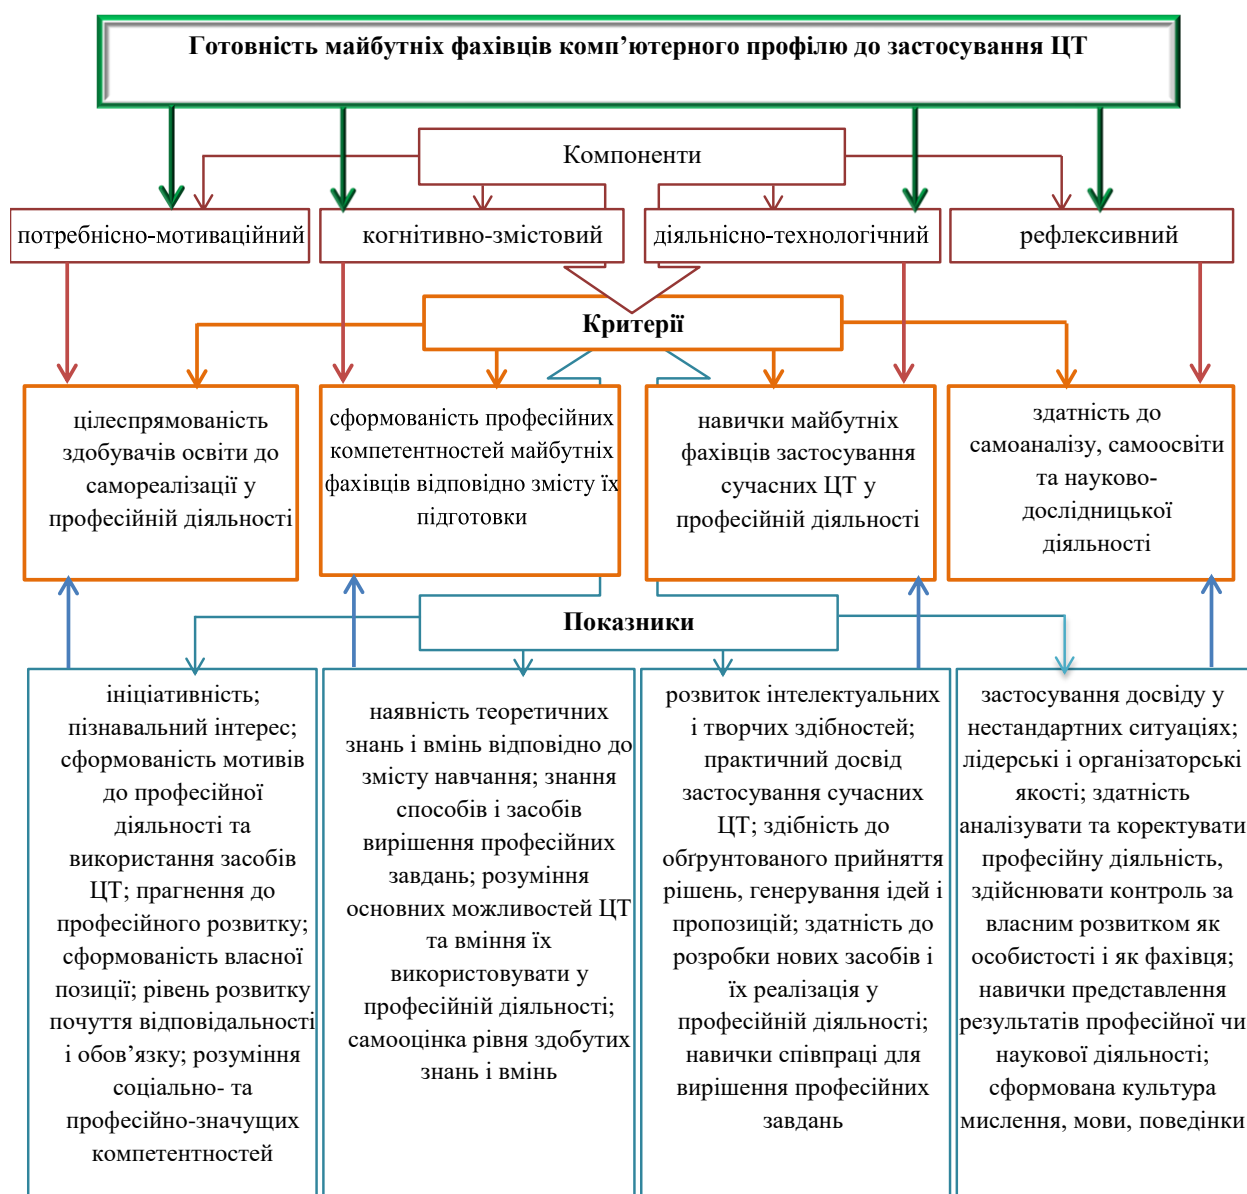 Готовність майбутніх фахівців комп’ютерного профілю до застосування ЦТ
Компоненти
потребнісно-мотиваційний
когнітивно-змістовий
діяльнісно-технологічний
рефлексивний
Критерії
цілеспрямованість
здобувачів освіти до
самореалізації у
професійній діяльності
сформованість професійних
компетентностей майбутніх
фахівців відповідно змісту їх
підготовки
навички майбутніх
фахівців застосування
сучасних ЦТ у
професійній діяльності
здатність до
самоаналізу, самоосвіти
та науково-
дослідницької
діяльності
Показники
ініціативність;
пізнавальний інтерес;
сформованість мотивів
до професійної
діяльності та
використання засобів
ЦТ; прагнення до
професійного розвитку;
сформованість власної
позиції; рівень розвитку
почуття відповідальності
і обов’язку; розуміння
соціально- та
професійно-значущих
компетентностей
наявність теоретичних
знань і вмінь відповідно до
змісту навчання; знання
способів і засобів
вирішення професійних
завдань; розуміння
основних можливостей ЦТ
та вміння їх
використовувати у
професійній діяльності;
самооцінка рівня здобутих
знань і вмінь
розвиток інтелектуальних
і творчих здібностей;
практичний досвід
застосування сучасних
ЦТ; здібність до
обґрунтованого прийняття
рішень, генерування ідей і
пропозицій; здатність до
розробки нових засобів і
їх реалізація у
професійній діяльності;
навички співпраці для
вирішення професійних
завдань
застосування досвіду у
нестандартних ситуаціях;
лідерські і організаторські
якості; здатність
аналізувати та коректувати
професійну діяльність,
здійснювати контроль за
власним розвитком як
особистості і як фахівця;
навички представлення
результатів професійної чи
наукової діяльності;
сформована культура
мислення, мови, поведінки